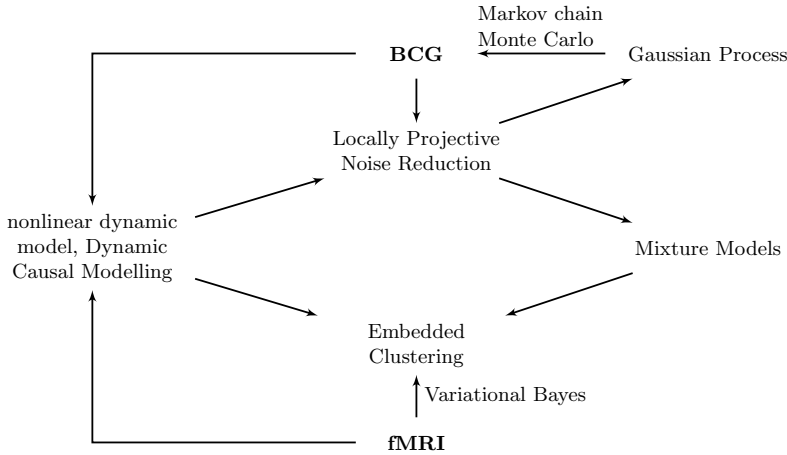 Markov chain
Monte Carlo
BCG
Gaussian Process
Locally Projective
Noise Reduction
nonlinear dynamic
model, Dynamic
Causal Modelling
Mixture Models
Embedded
Clustering
Variational Bayes
fMRI